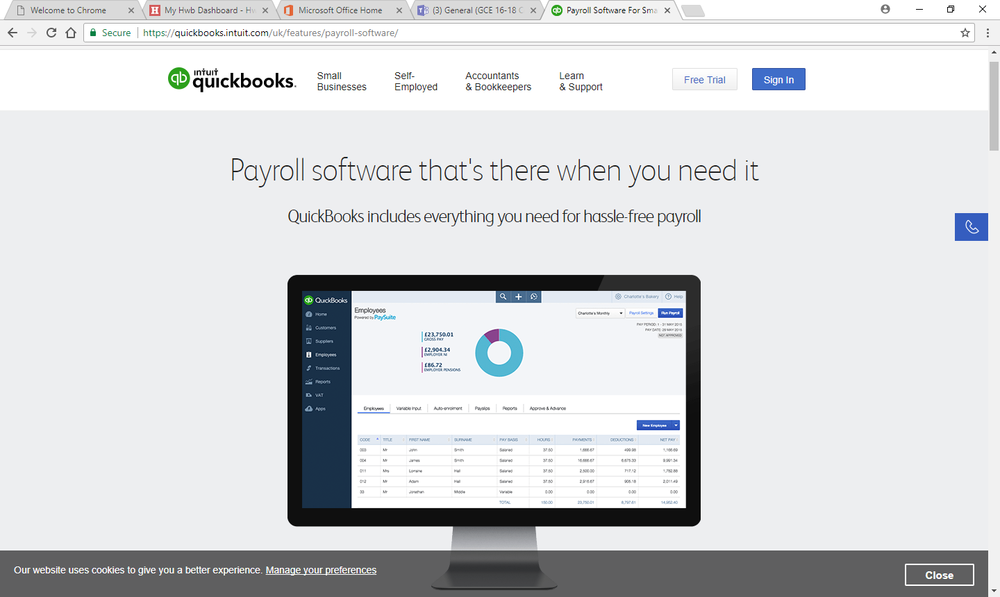 Welcome to Chrome
My Hwb Dashboard - Hw
Microsoft Office Home
(3) General (GCE 16-18 C
Payroll Software For Sma
Secure
https://quickbooks.intuit.com/uk/features/payroll-software/
qb
intuit
quickbooks.
Small
Businesses
Self-
Employed
Accountants
& Bookkeepers
Learn
& Support
Free Trial
Sign In
Payroll software that's there when you need it
QuickBooks includes everything you need for hassle-free payroll
QuickBooks
Charlotte's Bakery
Help
Home
Customers
Suppliers
Employees
Transactions
Reports
VAT
Apps
Employees
Powered by PaySuite
Charlotte's Monthly
Payroll Settings
Run Payroll
PAY PERIOD: 1 - 31 MAY 2015
PAY DATE: 29 MAY 2015
NOT APPROVED
£23,750.01
GROSS PAY
£2,904.34
EMPLOYER NI
£86.72
EMPLOYER PENSIONS
Employees Variable Input Auto-enrolment Payslips Reports Approve & Advance
New Employee
CODE TITLE FIRST NAME SURNAME PAY BASIS HOURS PAYMENTS DEDUCTIONS NET PAY
003 Mr John Smith Salaried 37.50 1,666.67 499.98 1,166.69
004 Mr James Smith Salaried 37.50 16,666.67 6,675.33 9,991.34
011 Mrs Lorraine Hall Salaried 37.50 2,500.00 717.12 1,782.88
012 Mr Adam Hall Salaried 37.50 2,916.67 905.18 2,011.49
33 Mr Jonathan Middle Variable 0.00 0.00 0.00 0.00
TOTAL 150.00 23,750.01 8,797.61 14,952.40
Our website uses cookies to give you a better experience. Manage your preferences
Close